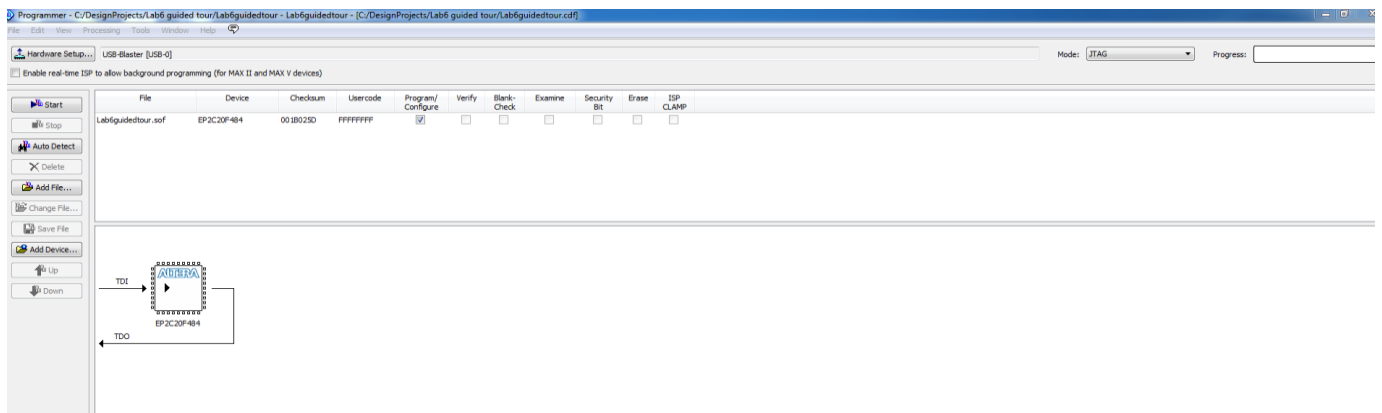 Programmer - C:/DesignProjects/Lab6 guided tour/Lab6guidedtour - Lab6guidedtour - [C:/DesignProjects/Lab6 guided tour/Lab6guidedtour.cdf]
File Edit View Processing Tools Window Help
Hardware Setup... USB-Blaster [USB-0] Mode: JTAG Progress:
Enable real-time ISP to allow background programming (for MAX II and MAX V devices)
Start
Stop
Auto Detect
Delete
Add File...
Change File...
Save File
Add Device...
Up
Down
File Device Checksum Usercode Program/Configure Verify Blank-Check Examine Security Bit Erase ISP CLAMP
Lab6guidedtour.sof EP2C20F484 001B025D FFFFFFFF
ALTERA
TDI
EP2C20F484
TDO